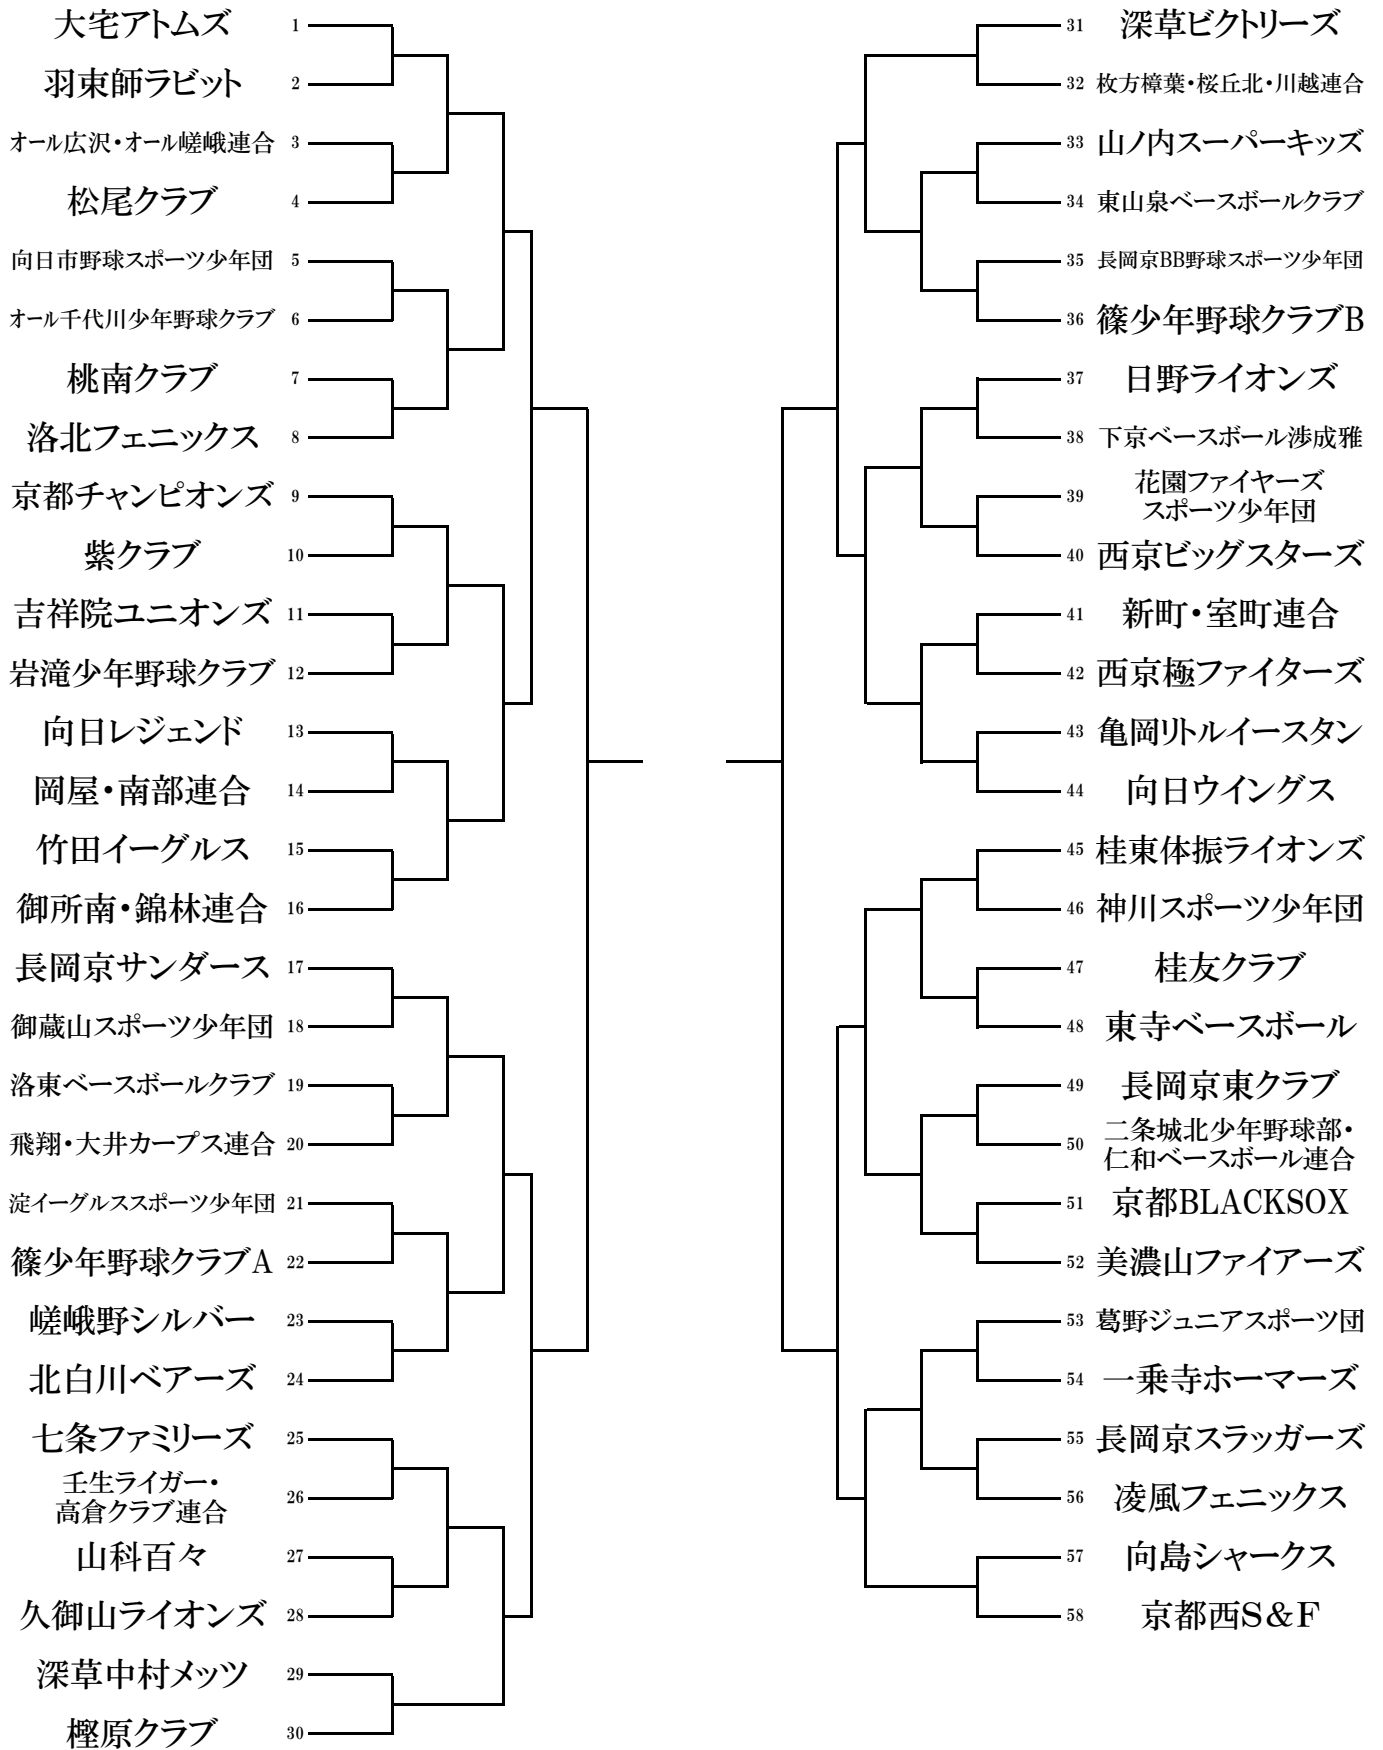 大宅アトムズ 1
羽束師ラビット 2
オール広沢・オール嵯峨連合 3
松尾クラブ 4
向日市野球スポーツ少年団 5
オール千代川少年野球クラブ 6
桃南クラブ 7
洛北フェニックス 8
京都チャンピオンズ 9
紫クラブ 10
吉祥院ユニオンズ 11
岩滝少年野球クラブ 12
向日レジェンド 13
岡屋・南部連合 14
竹田イーグルス 15
御所南・錦林連合 16
長岡京サンダース 17
御蔵山スポーツ少年団 18
洛東ベースボールクラブ 19
飛翔・大井カープス連合 20
淀イーグルススポーツ少年団 21
篠少年野球クラブA 22
嵯峨野シルバー 23
北白川ベアーズ 24
七条ファミリーズ 25
壬生ライガー・
高倉クラブ連合 26
山科百々 27
久御山ライオンズ 28
深草中村メッツ 29
樫原クラブ 30
31 深草ビクトリーズ
32 枚方樟葉・桜丘北・川越連合
33 山ノ内スーパーキッズ
34 東山泉ベースボールクラブ
35 長岡京BB野球スポーツ少年団
36 篠少年野球クラブB
37 日野ライオンズ
38 下京ベースボール渉成雅
39 花園ファイヤーズ
スポーツ少年団
40 西京ビッグスターズ
41 新町・室町連合
42 西京極ファイターズ
43 亀岡リトルイースタン
44 向日ウイングス
45 桂東体振ライオンズ
46 神川スポーツ少年団
47 桂友クラブ
48 東寺ベースボール
49 長岡京東クラブ
50 二条城北少年野球部・
仁和ベースボール連合
51 京都BLACKSOX
52 美濃山ファイアーズ
53 葛野ジュニアスポーツ団
54 一乗寺ホーマーズ
55 長岡京スラッガーズ
56 凌風フェニックス
57 向島シャークス
58 京都西S&F